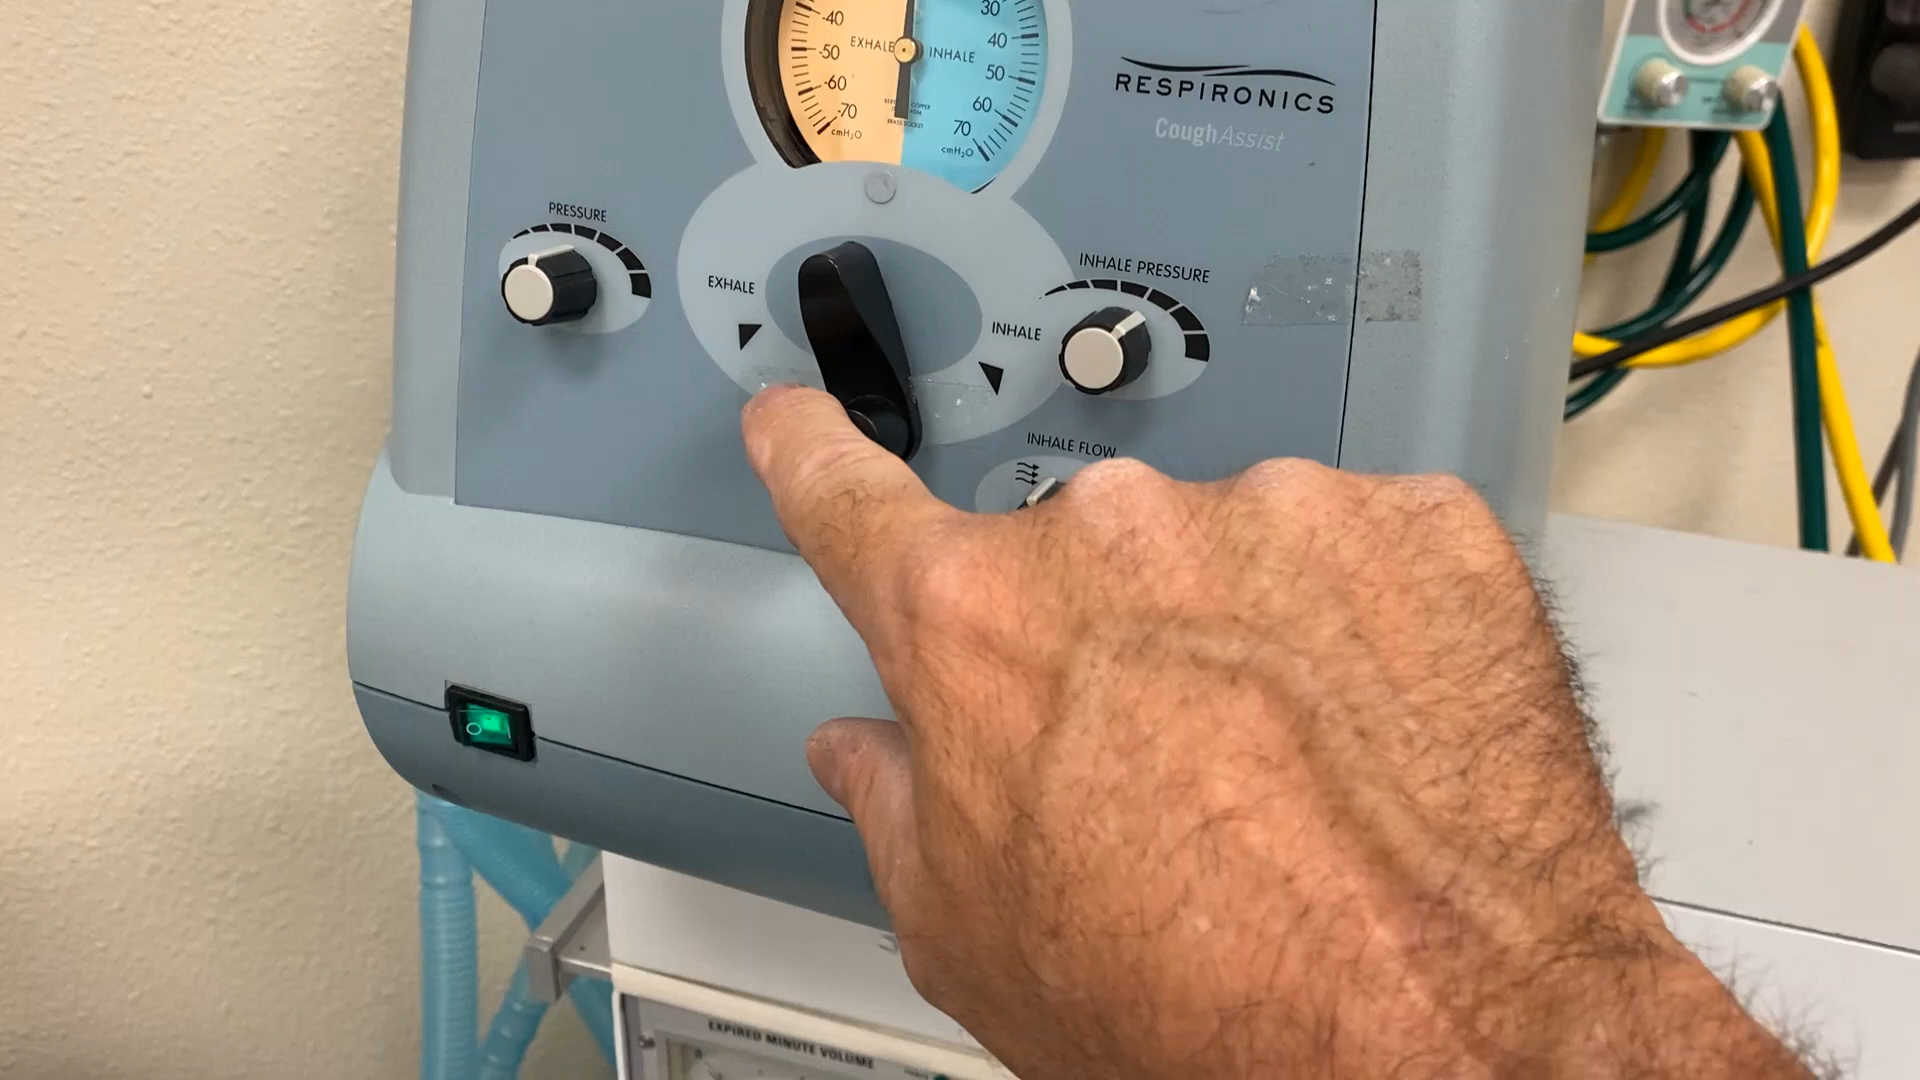 -40
-50
-60
-70
cmH₂O
EXHALE
INHALE
30
40
50
60
70
cmH₂O
RESPIRONICS
CoughAssist
PRESSURE
EXHALE
INHALE
INHALE PRESSURE
INHALE FLOW
EXPIRED MINUTE VOLUME